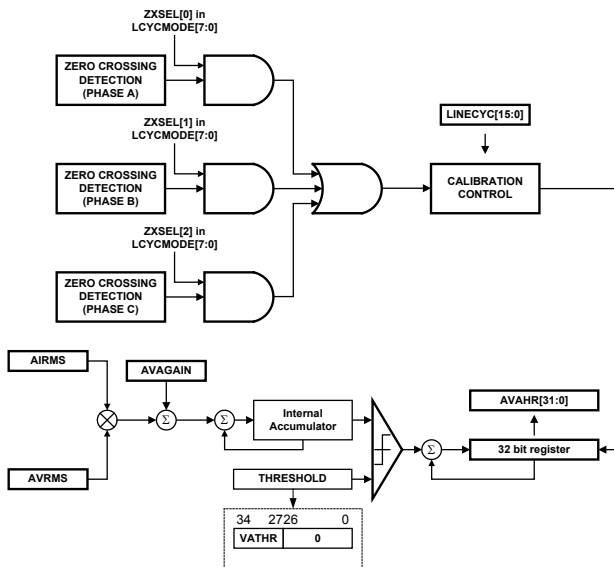 ZXSEL[0] in
LCYCMODE[7:0]
ZERO CROSSING
DETECTION
(PHASE A)
LINECYC[15:0]
ZXSEL[1] in
LCYCMODE[7:0]
ZERO CROSSING
DETECTION
(PHASE B)
CALIBRATION
CONTROL
ZXSEL[2] in
LCYCMODE[7:0]
ZERO CROSSING
DETECTION
(PHASE C)
AIRMS
AVAGAIN
AVAHR[31:0]
Internal
Accumulator
Σ
Σ
Σ
32 bit register
AVRMS
THRESHOLD
34 2726 0
VATHR 0